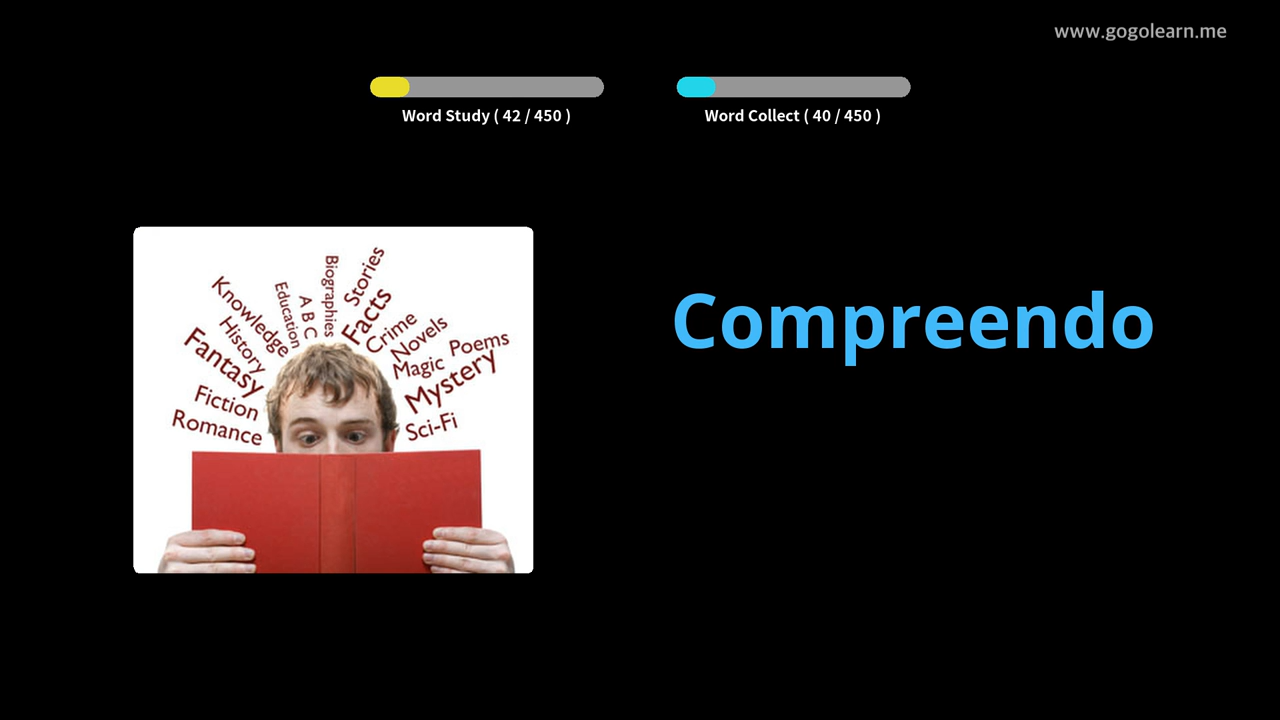 www.gogolearn.me
Word Study ( 42 / 450 )
Word Collect ( 40 / 450 )
Compreendo
Biographies
Stories
Knowledge
Education
A B C
Facts
Crime
History
Novels
Fantasy
Magic
Poems
Mystery
Fiction
Romance
Sci-Fi